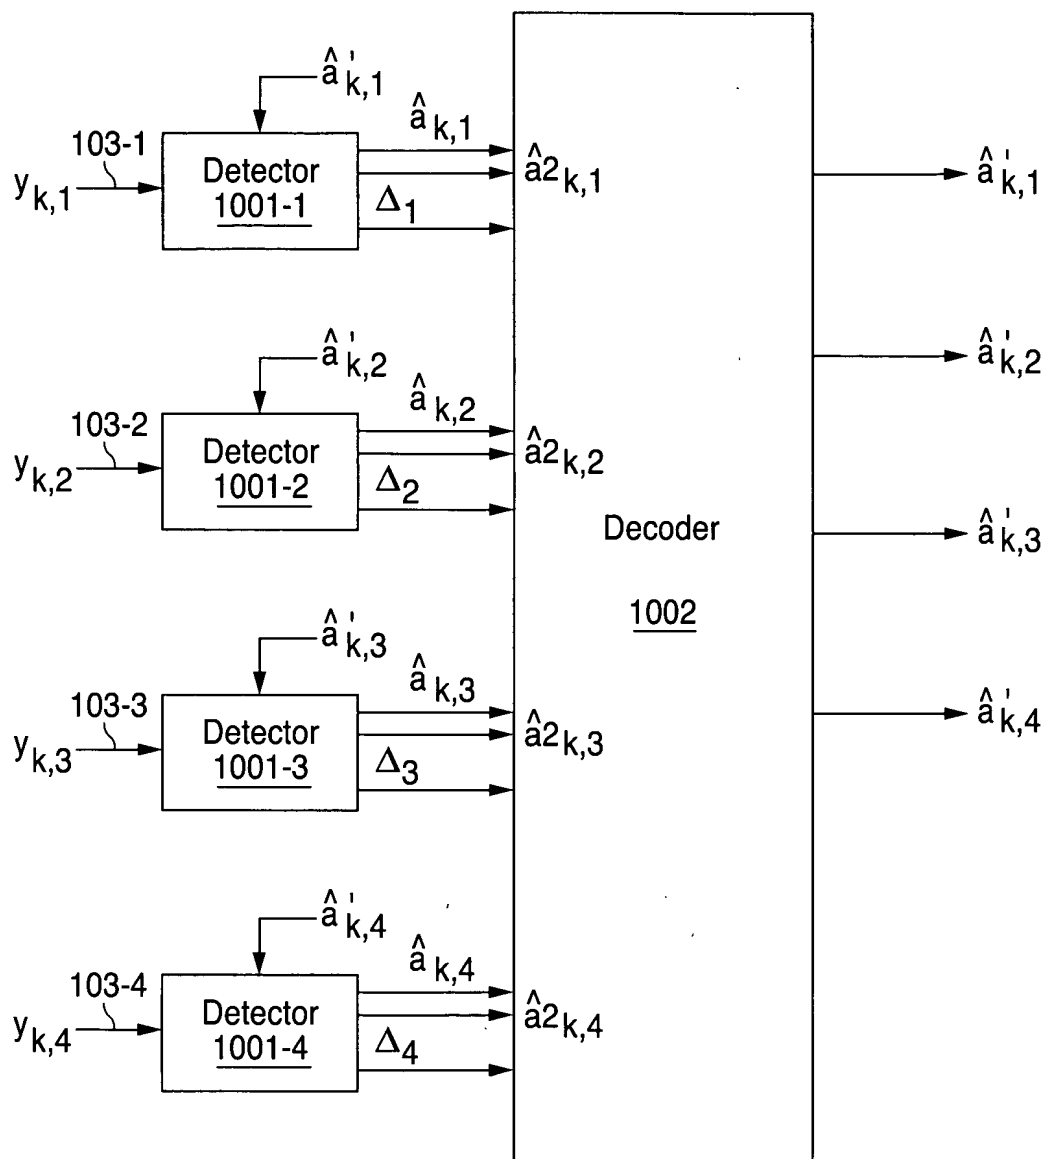 â'k,1
103-1
âk,1
yk,1
Detector
1001-1
â2k,1
Δ1
â'k,1
â'k,2
103-2
âk,2
yk,2
Detector
1001-2
â2k,2
Δ2
â'k,2
Decoder
1002
â'k,3
â'k,3
103-3
âk,3
yk,3
Detector
1001-3
â2k,3
Δ3
â'k,4
â'k,4
103-4
âk,4
yk,4
Detector
1001-4
â2k,4
Δ4